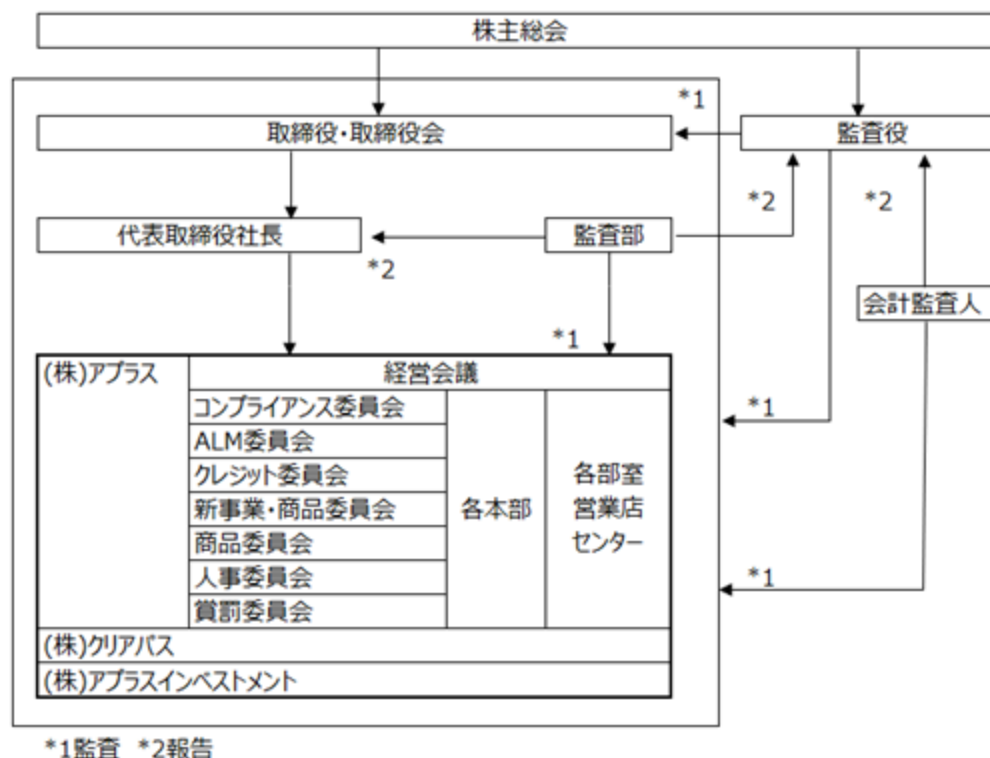 株主総会
*1
取締役・取締役会
監査役
*2
*2
代表取締役社長
監査部
*2
会計監査人
*1
(株)アプラス
経営会議
コンプライアンス委員会
*1
ALM委員会
クレジット委員会
各部室
新事業・商品委員会
各本部
営業店
商品委員会
センター
人事委員会
*1
賞罰委員会
(株)クリアパス
(株)アプラスインベストメント
*1監査 *2報告